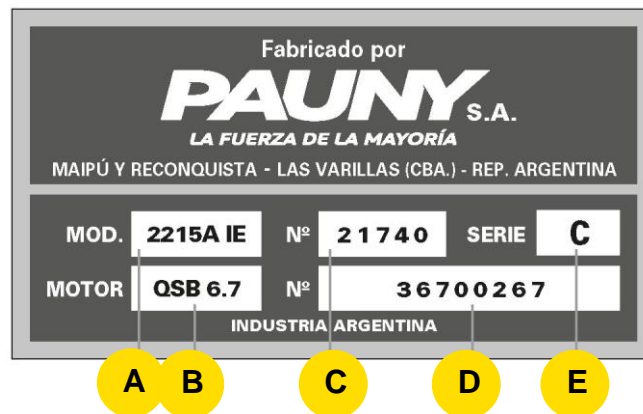 Fabricado por
PAUNY S.A.
LA FUERZA DE LA MAYORÍA
MAIPÚ Y RECONQUISTA - LAS VARILLAS (CBA.) - REP. ARGENTINA
MOD. 2215A IE Nº 21740 SERIE C
MOTOR QSB 6.7 Nº 36700267
INDUSTRIA ARGENTINA
A B C D E